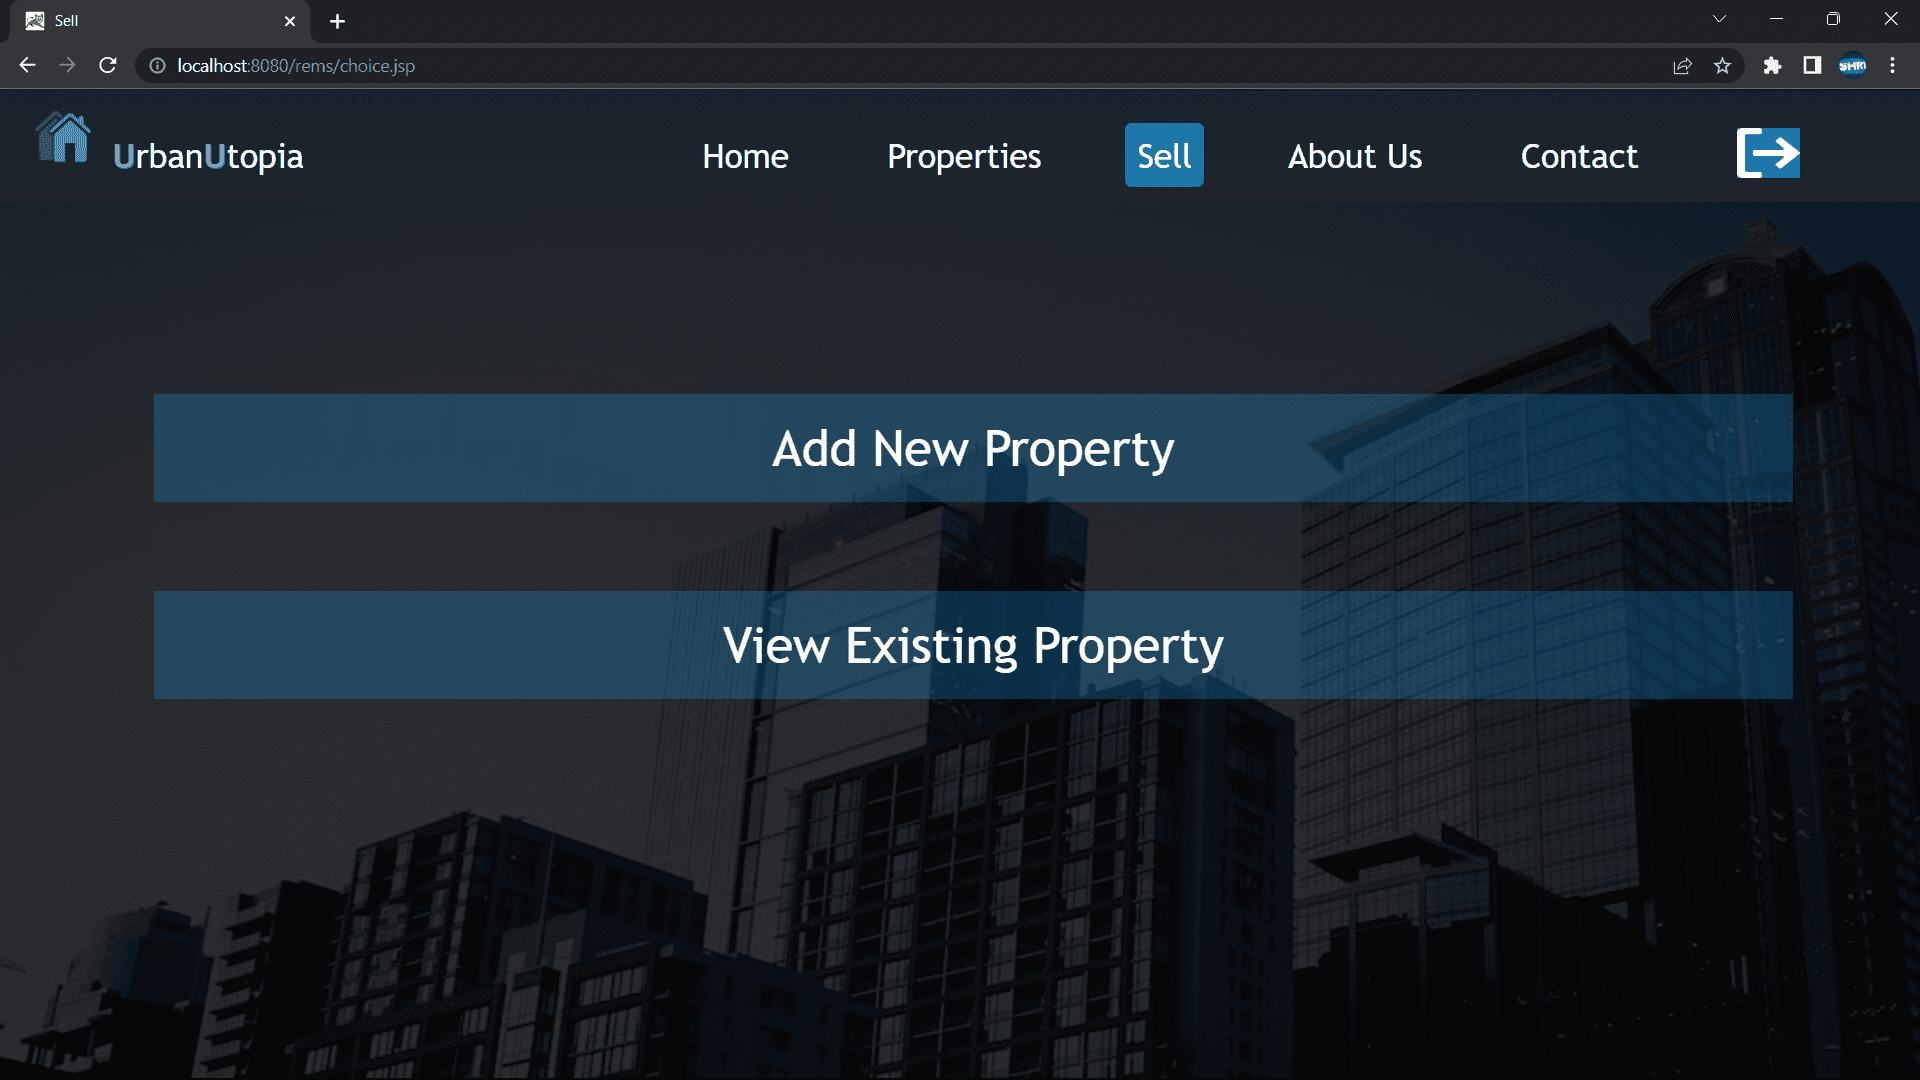 Sell
localhost:8080/rems/choice.jsp
SHRI
UrbanUtopia
Home
Properties
Sell
About Us
Contact
Add New Property
View Existing Property